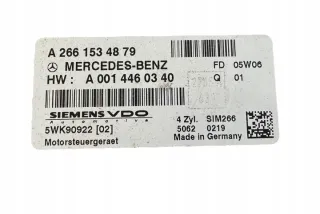 A 266 153 48 79 FD 05W06
MERCEDES-BENZ Q 01
HW : A 001 446 03 40
SIEMENS VDO
Automotive
4 Zyl. SIM266
5WK90922 [02] 5062 0219
Motorsteuergeraet Made in Germany